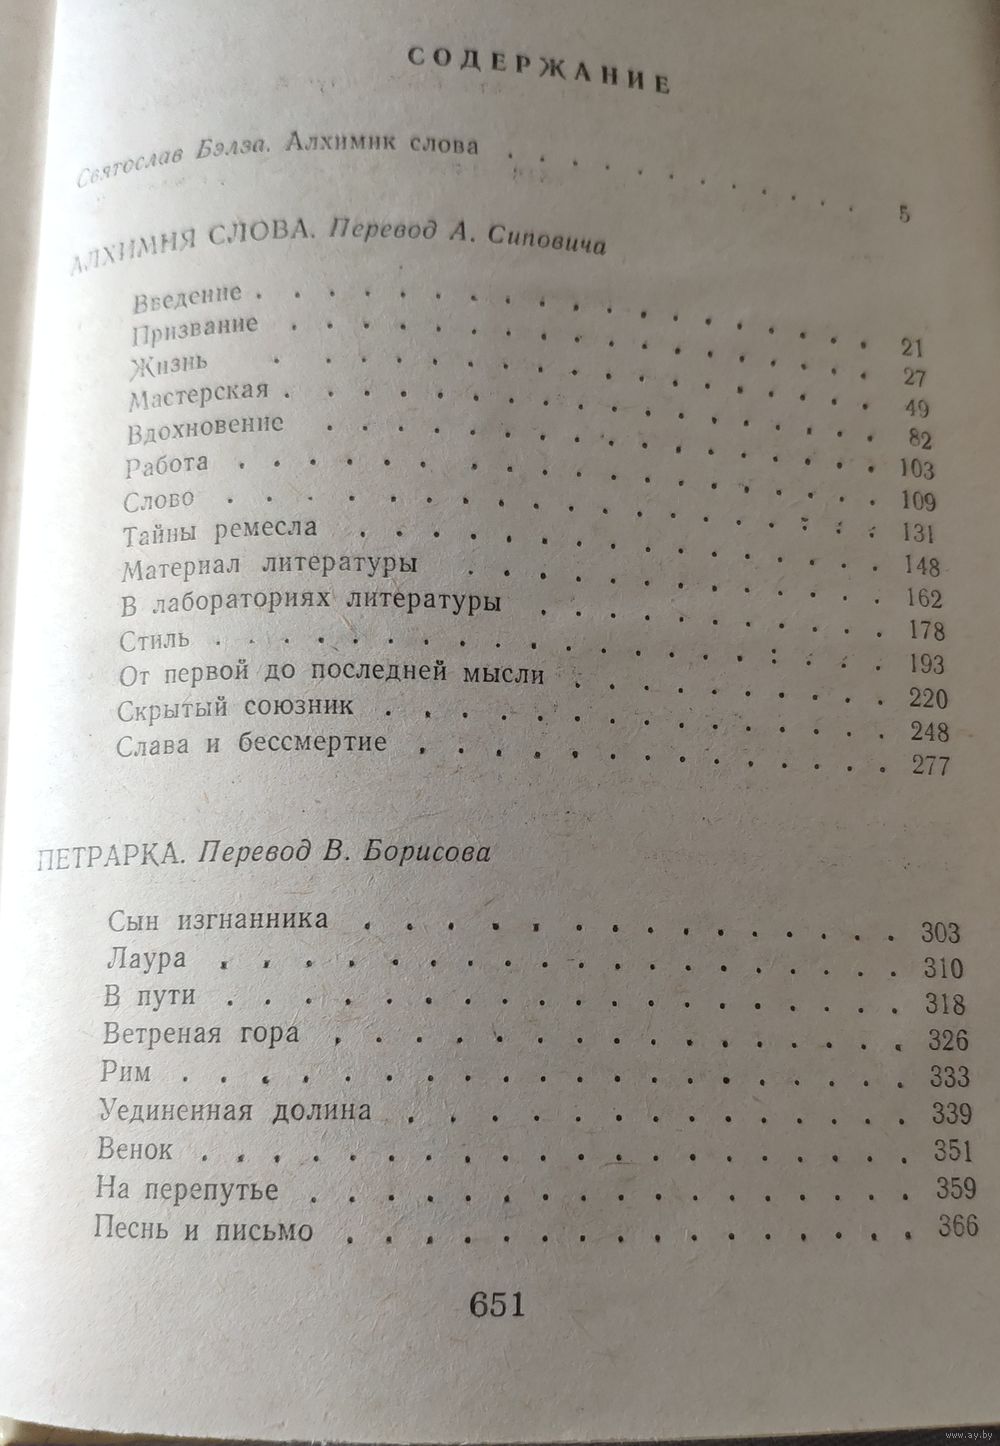 СОДЕРЖАНИЕ
Святослав Бэлза. Алхимик слова . . . . . . . . . . . 5
АЛХИМИЯ СЛОВА. Перевод А. Сиповича
Введение . . . . . . . . . . . . . . . . . 21
Призвание . . . . . . . . . . . . . . . . 27
Жизнь . . . . . . . . . . . . . . . . 49
Мастерская . . . . . . . . . . . . . . . . 82
Вдохновение . . . . . . . . . . . . . . . 103
Работа . . . . . . . . . . . . . . . . . 109
Слово . . . . . . . . . . . . . . . . . 131
Тайны ремесла . . . . . . . . . . . . . . 148
Материал литературы . . . . . . . . . . . 162
В лабораториях литературы . . . . . . . . . 178
Стиль . . . . . . . . . . . . . . . . . 193
От первой до последней мысли . . . . . . . . 220
Скрытый союзник . . . . . . . . . . . . . 248
Слава и бессмертие . . . . . . . . . . . . 277
ПЕТРАРКА. Перевод В. Борисова
Сын изгнанника . . . . . . . . . . . . . . 303
Лаура . . . . . . . . . . . . . . . . . 310
В пути . . . . . . . . . . . . . . . . . 318
Ветреная гора . . . . . . . . . . . . . . 326
Рим . . . . . . . . . . . . . . . . . . 333
Уединенная долина . . . . . . . . . . . . 339
Венок . . . . . . . . . . . . . . . . . 351
На перепутье . . . . . . . . . . . . . . . 359
Песнь и письмо . . . . . . . . . . . . . . 366
651
www.ay.by